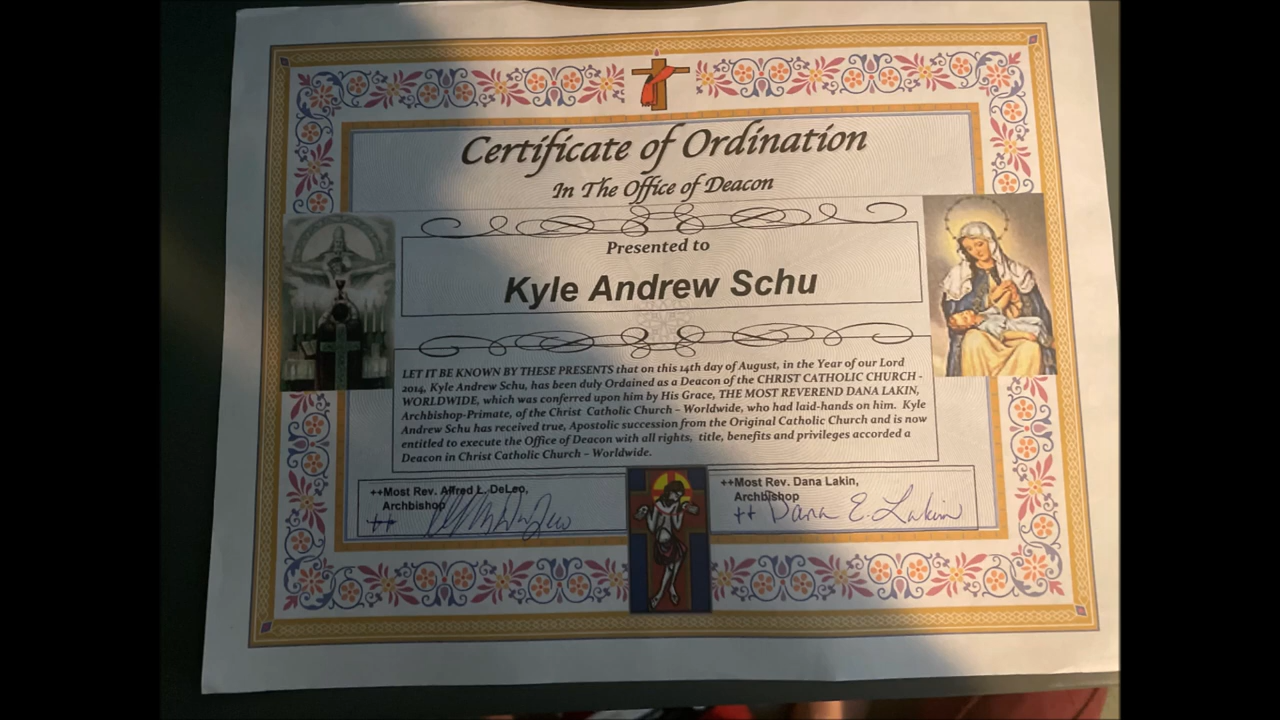 Certificate of Ordination
In The Office of Deacon
Presented to
Kyle Andrew Schu
LET IT BE KNOWN BY THESE PRESENTS that on this 14th day of August, in the Year of our Lord
2014, Kyle Andrew Schu, has been duly Ordained as a Deacon of the CHRIST CATHOLIC CHURCH -
WORLDWIDE, which was conferred upon him by His Grace, THE MOST REVEREND DANA LAKIN,
Archbishop-Primate, of the Christ Catholic Church – Worldwide, who had laid-hands on him. Kyle
Andrew Schu has received true, Apostolic succession from the Original Catholic Church and is now
entitled to execute the Office of Deacon with all rights, title, benefits and privileges accorded a
Deacon in Christ Catholic Church – Worldwide.
++Most Rev. Alfred L. DeLeo,
Archbishop
++
++Most Rev. Dana Lakin,
Archbishop
++ Dana E. Lakin